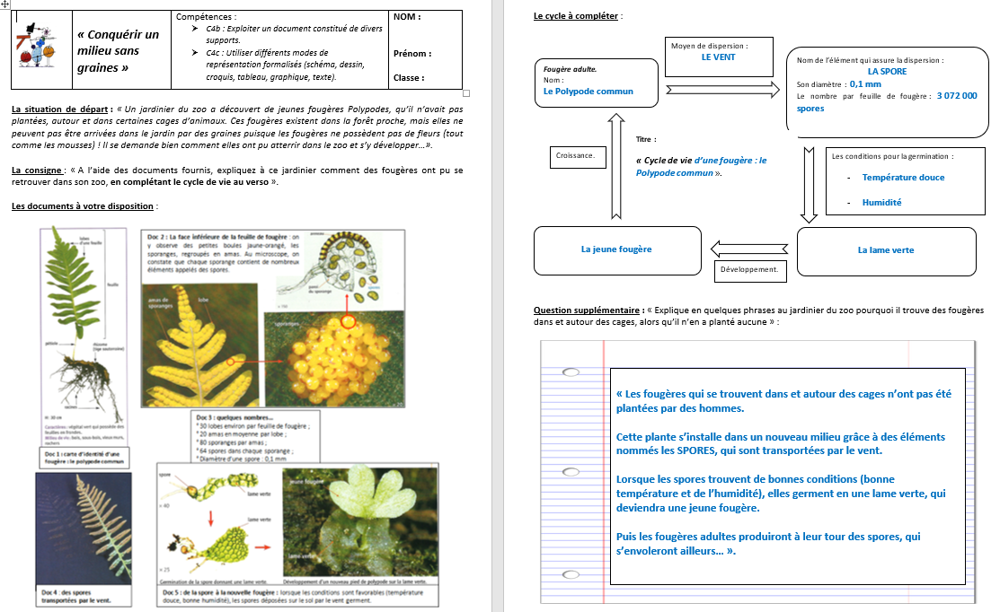 « Conquérir un
milieu sans
graines »
Compétences :
➤ C4b : Exploiter un document constitué de divers
supports.
➤ C4c : Utiliser différents modes de
représentation formalisés (schéma, dessin,
croquis, tableau, graphique, texte).
NOM :
Prénom :
Classe :
La situation de départ : « Un jardinier du zoo a découvert de jeunes fougères Polypodes, qu’il n’avait pas
plantées, autour et dans certaines cages d’animaux. Ces fougères existent dans la forêt proche, mais elles ne
peuvent pas être arrivées dans le jardin par des graines puisque les fougères ne possèdent pas de fleurs (tout
comme les mousses) ! Il se demande bien comment elles ont pu atterrir dans le zoo et s’y développer…».
La consigne : « A l’aide des documents fournis, expliquez à ce jardinier comment des fougères ont pu se
retrouver dans son zoo, en complétant le cycle de vie au verso ».
Les documents à votre disposition :
lobes
d'une feuille
feuille
pétiole
rhizome
(tige souterraine)
racines
H: 30 cm
Caractères: végétal vert qui possède des
feuilles en frondes.
Milieu de vie: bois, sous-bois, vieux murs,
rochers
Doc 1 : carte d’identité d’une
fougère : le polypode commun
Doc 2 : La face inférieure de la feuille de fougère : on
y observe des petites boules jaune-orangé, les
sporanges, regroupés en amas. Au microscope, on
constate que chaque sporange contient de nombreux
éléments appelés des spores.
amas de
sporanges
lobe
sporanges
Doc 3 : quelques nombres…
* 30 lobes environ par feuille de fougère ;
* 20 amas en moyenne par lobe ;
* 80 sporanges par amas ;
* 64 spores dans chaque sporange ;
* Diamètre d’une spore : 0,1 mm
Doc 4 : des spores
transportées par le vent.
spore
lame verte
× 40
lame verte
× 25
Germination de la spore donnant une lame verte.
jeune fougère
lame verte
Développement d'un nouveau pied de polypode sur la lame verte.
Doc 5 : de la spore à la nouvelle fougère : lorsque les conditions sont favorables (température
douce, bonne humidité), les spores déposées sur le sol par le vent germent.
Le cycle à compléter :
Fougère adulte.
Nom :
Le Polypode commun
Moyen de dispersion :
LE VENT
Nom de l’élément qui assure la dispersion :
LA SPORE
Son diamètre : 0,1 mm
Le nombre par feuille de fougère : 3 072 000
spores
Croissance.
Titre :
« Cycle de vie d’une fougère : le
Polypode commun ».
Les conditions pour la germination :
- Température douce
- Humidité
La jeune fougère
Développement.
La lame verte
Question supplémentaire : « Explique en quelques phrases au jardinier du zoo pourquoi il trouve des fougères
dans et autour des cages, alors qu’il n’en a planté aucune » :
« Les fougères qui se trouvent dans et autour des cages n’ont pas été
plantées par des hommes.
Cette plante s’installe dans un nouveau milieu grâce à des éléments
nommés les SPORES, qui sont transportées par le vent.
Lorsque les spores trouvent de bonnes conditions (bonne
température et de l’humidité), elles germent en une lame verte, qui
deviendra une jeune fougère.
Puis les fougères adultes produiront à leur tour des spores, qui
s’envoleront ailleurs… ».